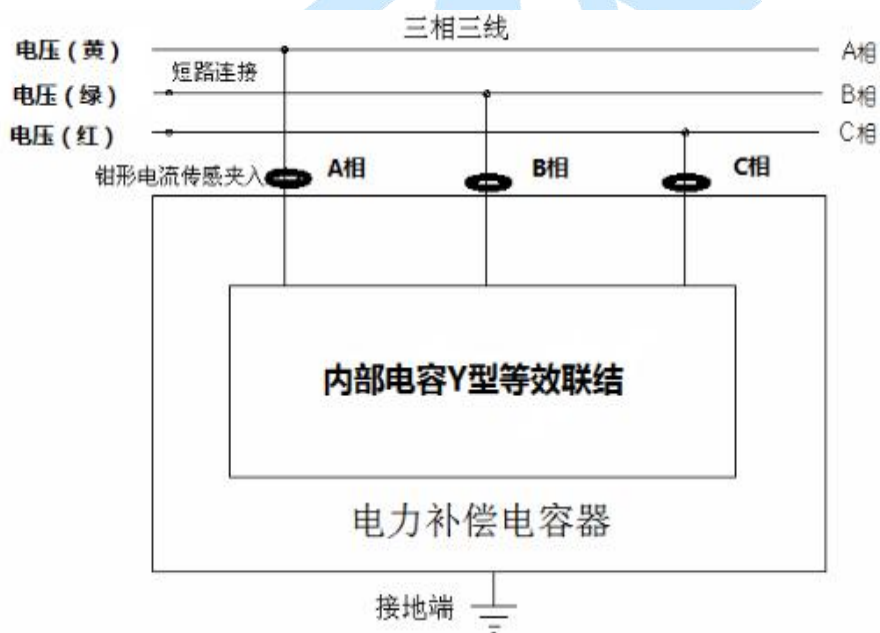 三相三线
电压(黄)
A相
短路连接
电压(绿)
B相
电压(红)
C相
钳形电流传感夹入
A相
B相
C相
内部电容Y型等效联结
电力补偿电容器
接地端